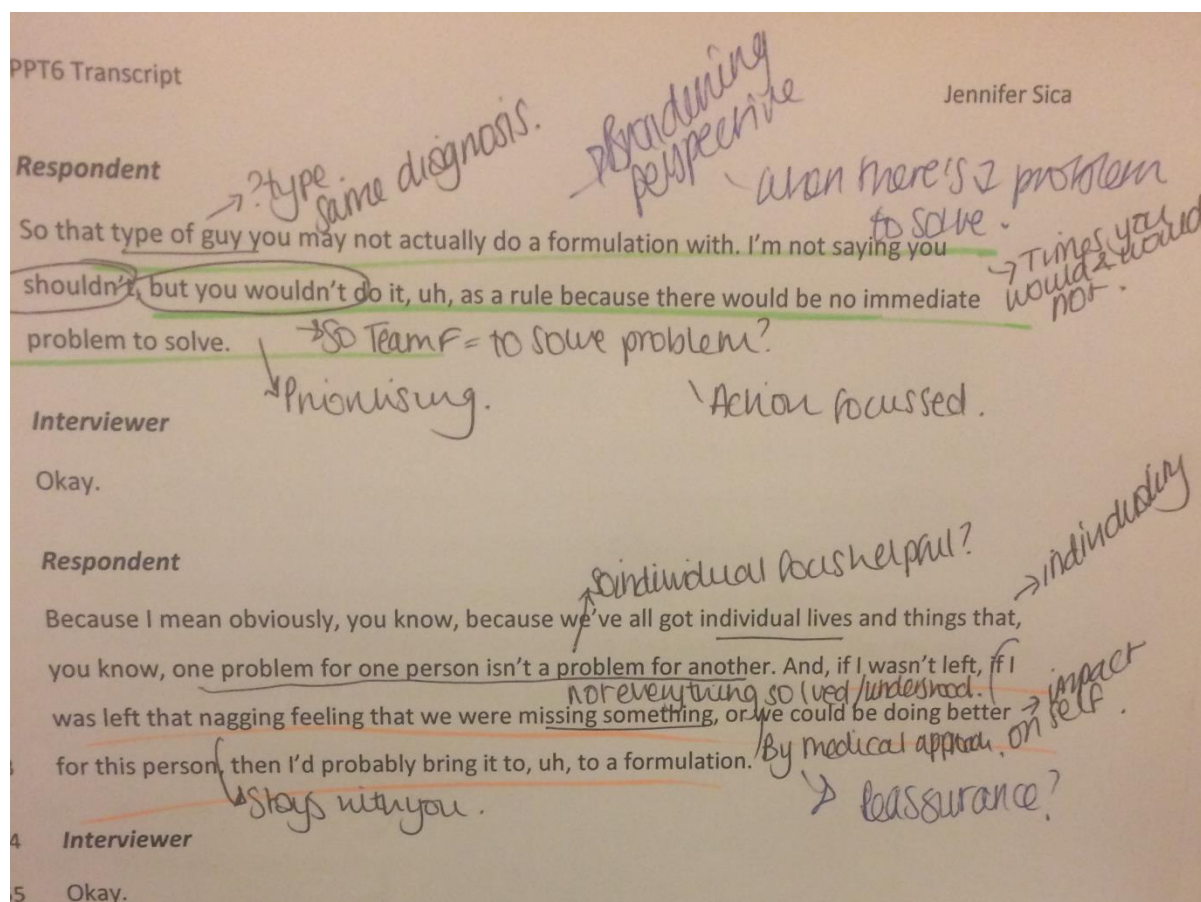 PPT6 Transcript
Jennifer Sica
→Broadening
perspective
Respondent
→?type
same diagnosis.
when there's a problem
to solve.
So that type of guy you may not actually do a formulation with. I'm not saying you
shouldn't, but you wouldn't do it, uh, as a rule because there would be no immediate
→Times you
would & would
not.
problem to solve.
→So TeamF = to solve problem?
Prioritising.
Action focussed.
Interviewer
Okay.
Respondent
individual focus helpful?
→individuality
Because I mean obviously, you know, because we've all got individual lives and things that,
you know, one problem for one person isn't a problem for another. And, if I wasn't left, if I
not everything solved/understood.
→impact
on self.
was left that nagging feeling that we were missing something, or we could be doing better
By medical approach.
for this person, then I'd probably bring it to, uh, to a formulation.
Stays with you.
Reassurance?
4 Interviewer
5 Okay.